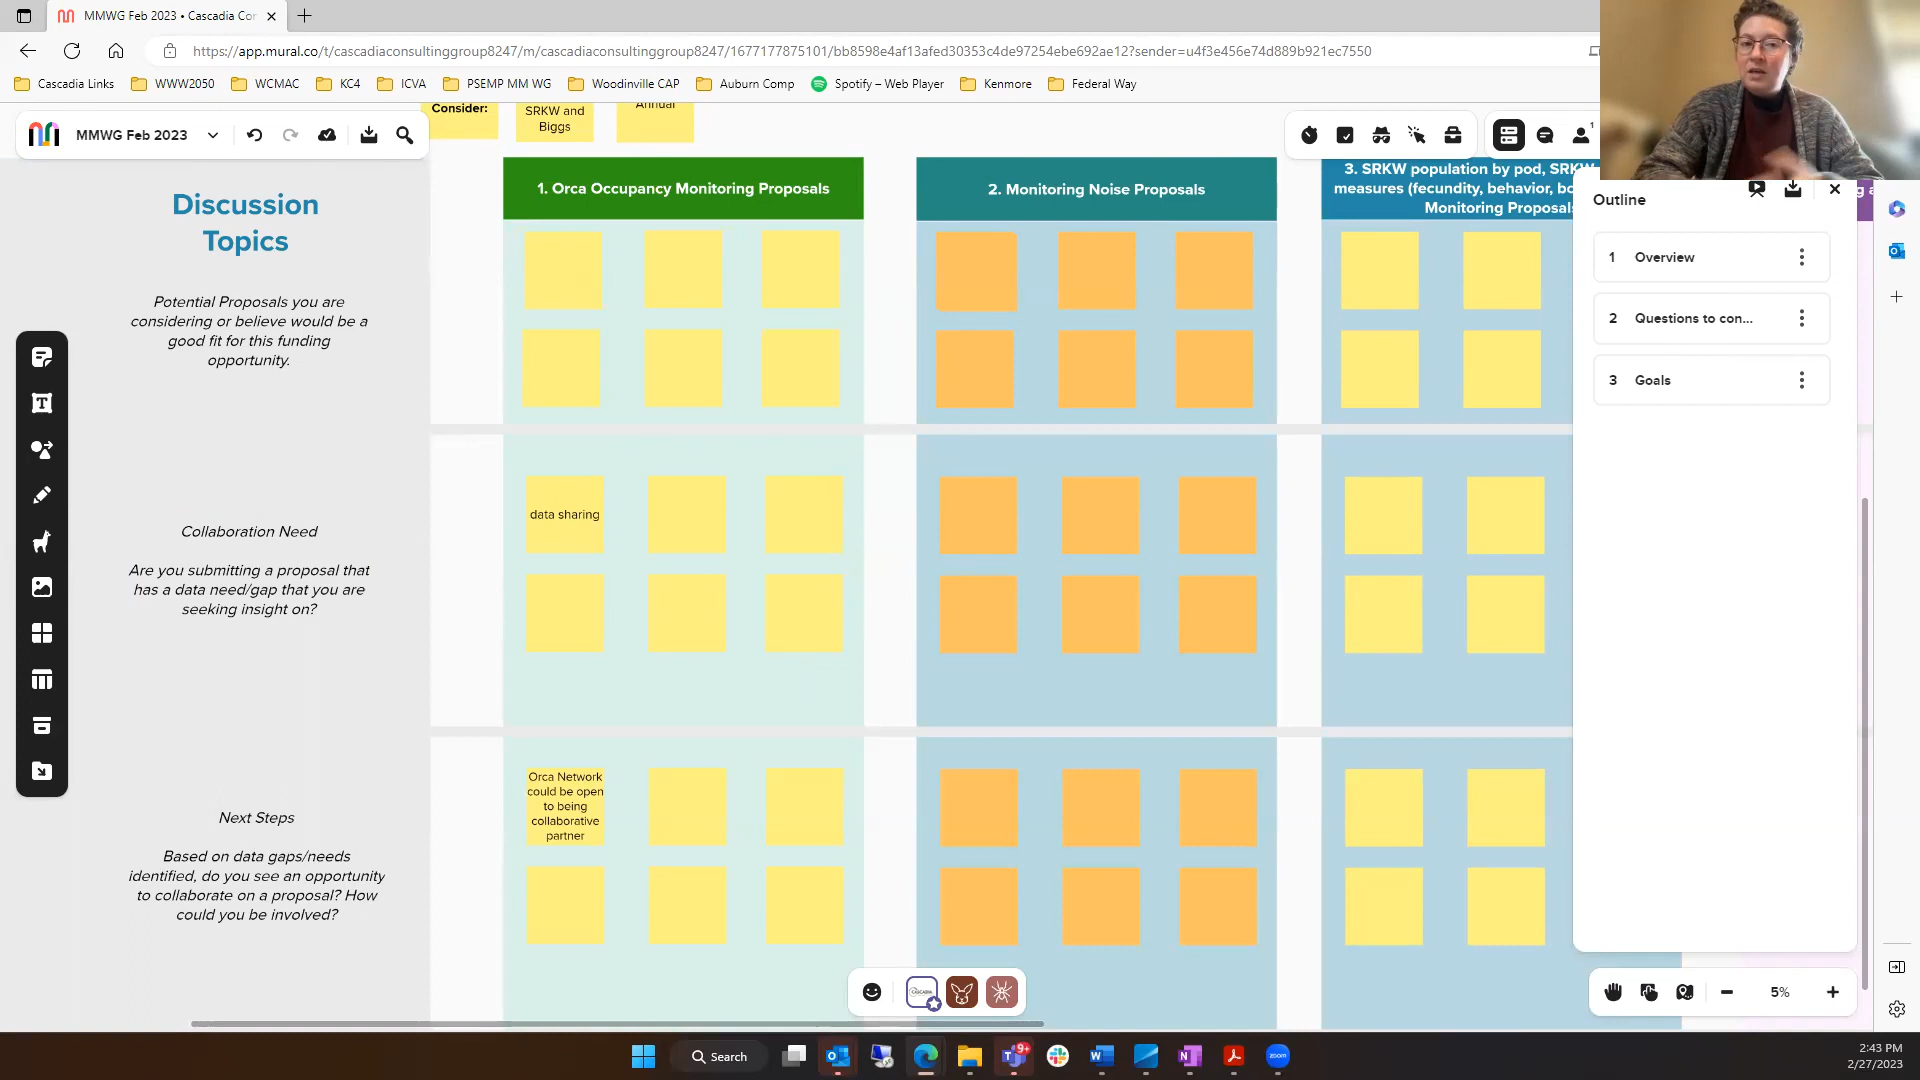 MMWG Feb 2023 • Cascadia Co
https://app.mural.co/t/cascadiaconsultinggroup8247/m/cascadiaconsultinggroup8247/1677177875101/bb8598e4af13afed30353c4de97254ebe692ae12?sender=u4f3e456e74d889b921ec7550
Cascadia Links
WWW2050
WCMAC
KC4
ICVA
PSEMP MM WG
Woodinville CAP
Auburn Comp
Spotify – Web Player
Kenmore
Federal Way
Consider:
SRKW and
Biggs
Annual
MMWG Feb 2023
1
Discussion
Topics
Potential Proposals you are
considering or believe would be a
good fit for this funding
opportunity.
Collaboration Need
Are you submitting a proposal that
has a data need/gap that you are
seeking insight on?
Next Steps
Based on data gaps/needs
identified, do you see an opportunity
to collaborate on a proposal? How
could you be involved?
1. Orca Occupancy Monitoring Proposals
data sharing
Orca Network
could be open
to being
collaborative
partner
2. Monitoring Noise Proposals
3. SRKW population by pod, SRKW
measures (fecundity, behavior, bo
Monitoring Proposals
g a
Outline
1 Overview
2 Questions to con...
3 Goals
CASCADIA
5%
Search
9+
zoom
2:43 PM
2/27/2023